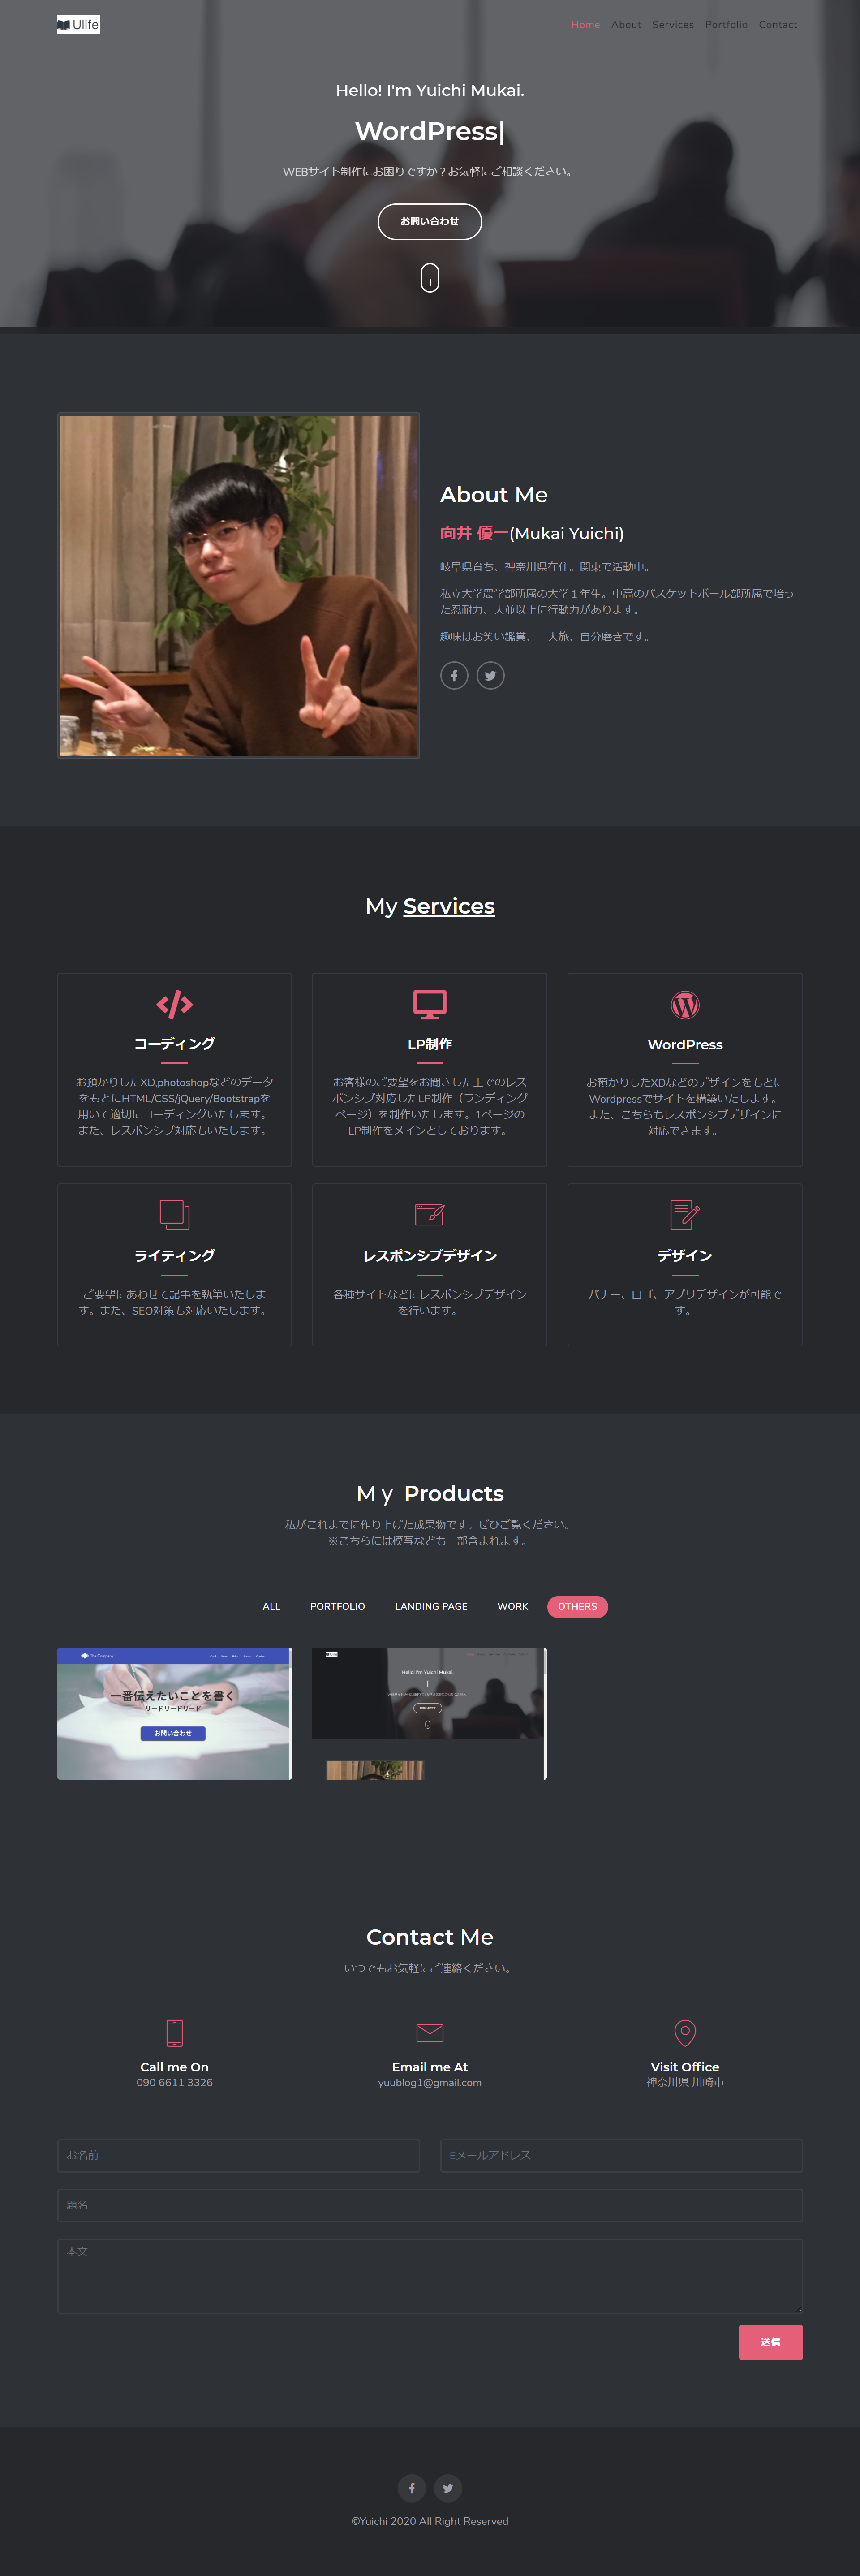 Ulife
Home About Services Portfolio Contact
Hello! I'm Yuichi Mukai.
WordPress|
WEBサイト制作にお困りですか？お気軽にご相談ください。
お問い合わせ
About Me
向井 優一(Mukai Yuichi)
岐阜県育ち、神奈川県在住。関東で活動中。
私立大学農学部所属の大学１年生。中高のバスケットボール部所属で培っ
た忍耐力、人並以上に行動力があります。
趣味はお笑い鑑賞、一人旅、自分磨きです。
My Services
コーディング
お預かりしたXD,photoshopなどのデータ
をもとにHTML/CSS/jQuery/Bootstrapを
用いて適切にコーディングいたします。
また、レスポンシブ対応もいたします。
LP制作
お客様のご要望をお聞きした上でのレス
ポンシブ対応したLP制作（ランディング
ページ）を制作いたします。1ページの
LP制作をメインとしております。
WordPress
お預かりしたXDなどのデザインをもとに
Wordpressでサイトを構築いたします。
また、こちらもレスポンシブデザインに
対応できます。
ライティング
ご要望にあわせて記事を執筆いたしま
す。また、SEO対策も対応いたします。
レスポンシブデザイン
各種サイトなどにレスポンシブデザイン
を行います。
デザイン
バナー、ロゴ、アプリデザインが可能で
す。
Ｍｙ Products
私がこれまでに作り上げた成果物です。ぜひご覧ください。
※こちらには模写なども一部含まれます。
ALL PORTFOLIO LANDING PAGE WORK OTHERS
The Company
一番伝えたいことを書く
リードリードリード
お問い合わせ
Hello! I'm Yuichi Mukai.
Contact Me
いつでもお気軽にご連絡ください。
Call me On
090 6611 3326
Email me At
yuublog1@gmail.com
Visit Office
神奈川県 川崎市
お名前
Eメールアドレス
題名
本文
送信
©Yuichi 2020 All Right Reserved